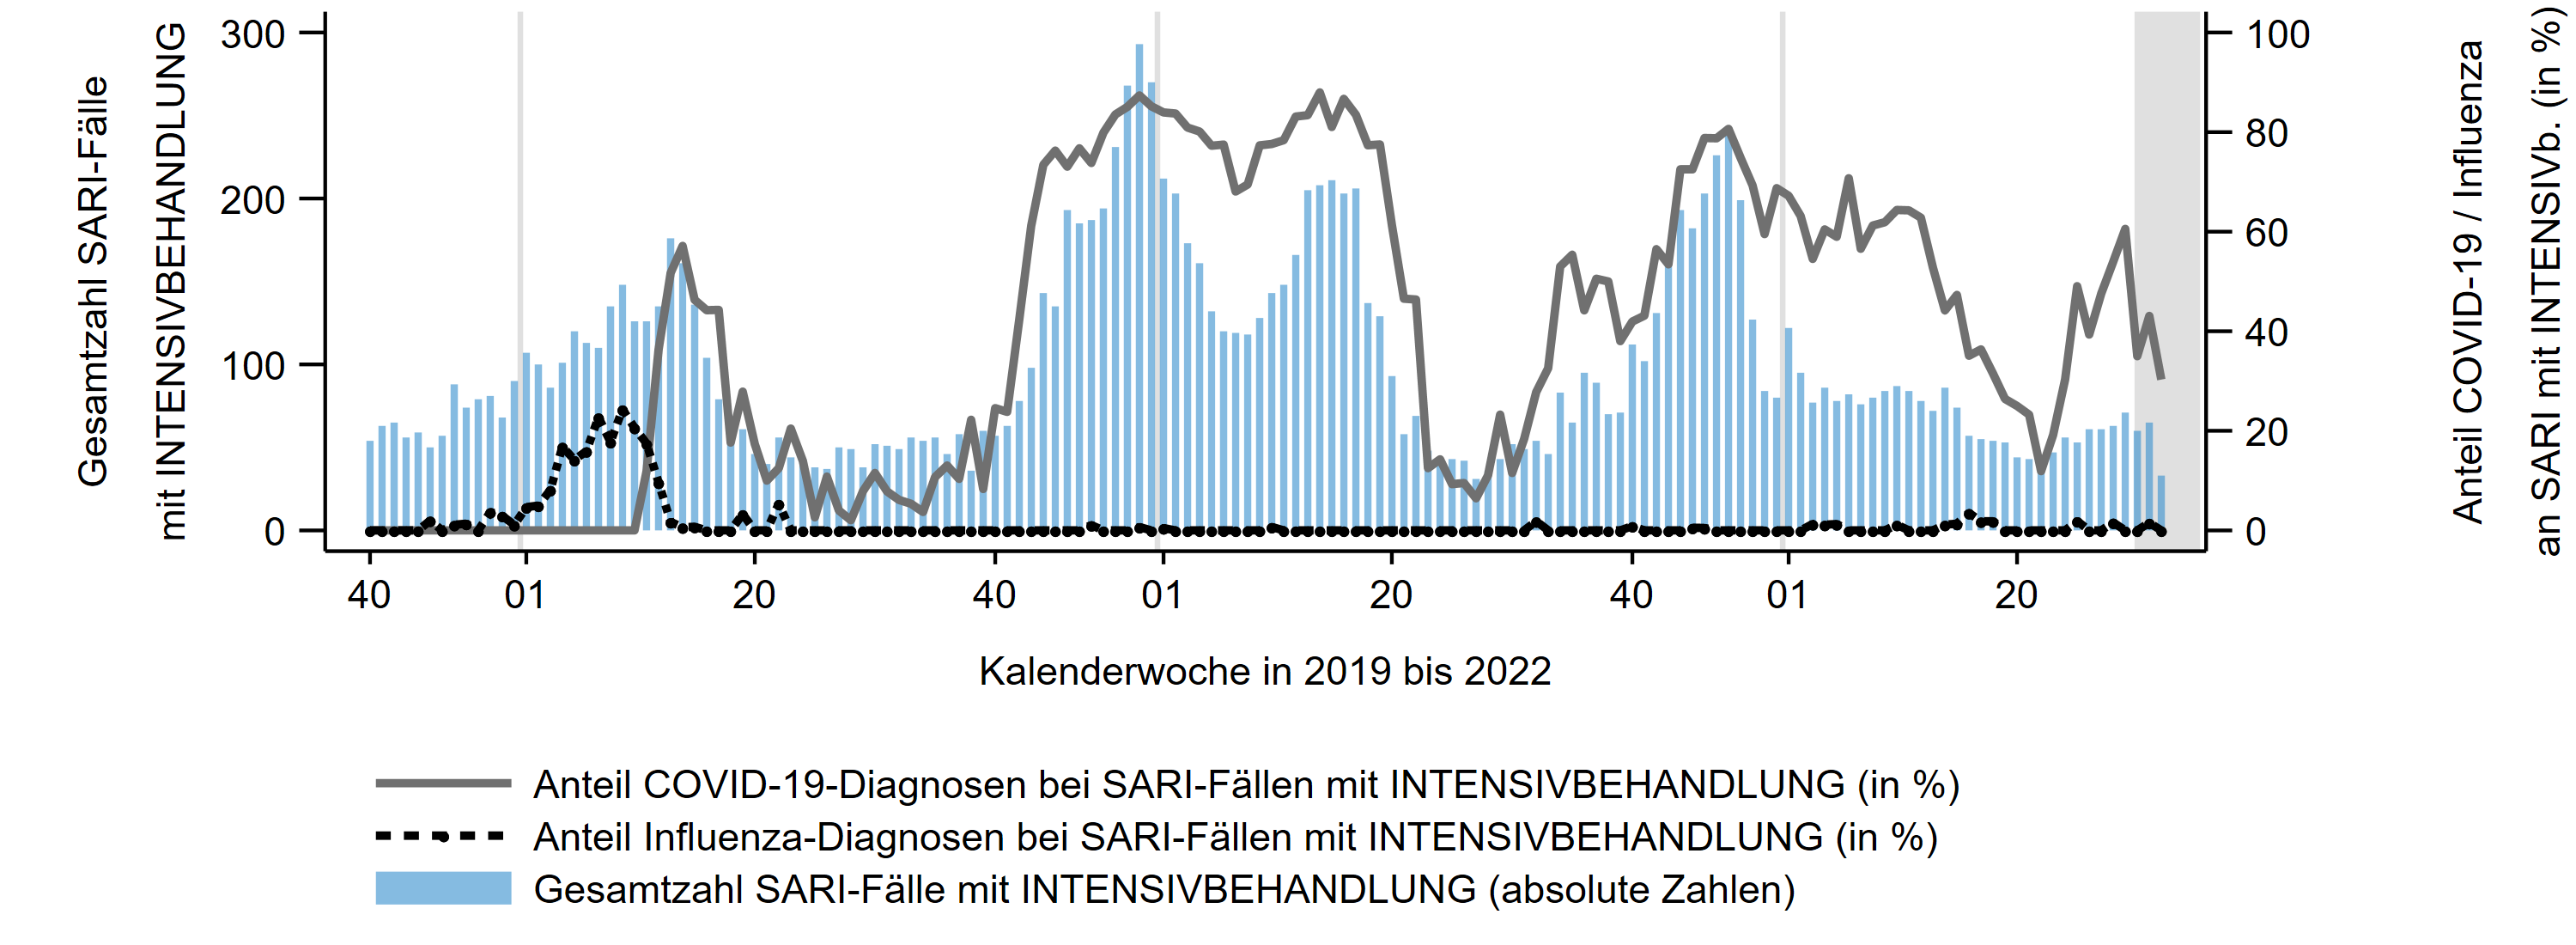 Gesamtzahl SARI-Fälle
mit INTENSIVBEHANDLUNG
300
200
100
0
100
80
60
40
20
0
Anteil COVID-19 / Influenza
an SARI mit INTENSIVb. (in %)
40 01 20 40 01 20 40 01 20
Kalenderwoche in 2019 bis 2022
Anteil COVID-19-Diagnosen bei SARI-Fällen mit INTENSIVBEHANDLUNG (in %)
Anteil Influenza-Diagnosen bei SARI-Fällen mit INTENSIVBEHANDLUNG (in %)
Gesamtzahl SARI-Fälle mit INTENSIVBEHANDLUNG (absolute Zahlen)